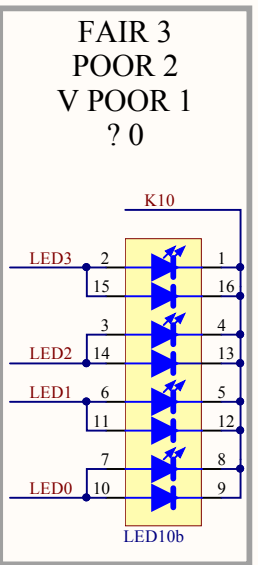 FAIR 3
POOR 2
V POOR 1
? 0
K10
LED3 2 1
15 16
3 4
LED2 14 13
LED1 6 5
11 12
7 8
LED0 10 9
LED10b